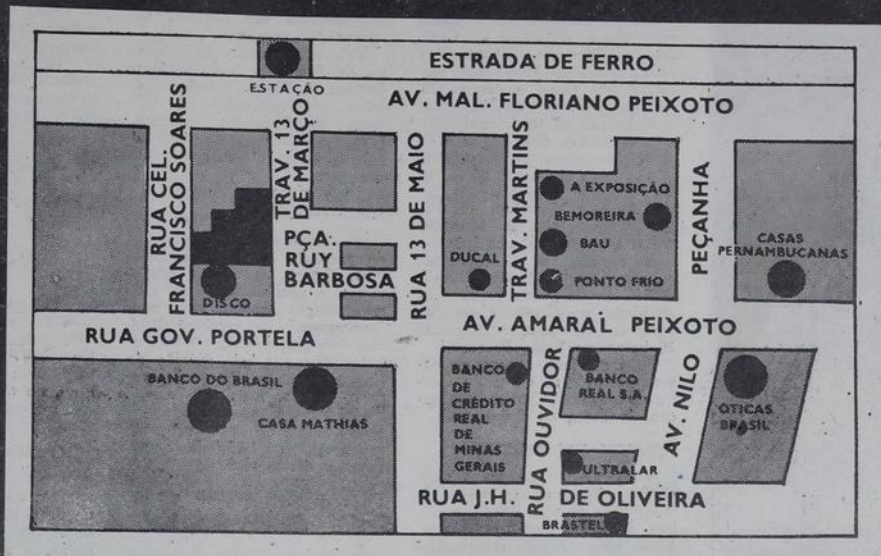 ESTRADA DE FERRO
ESTAÇÃO
AV. MAL. FLORIANO PEIXOTO
RUA CEL.
FRANCISCO SOARES
TRAV. 13
DE MARÇO
RUA 13 DE MAIO
TRAV. MARTINS
PEÇANHA
A EXPOSIÇÃO
BEMOREIRA
BAU
PONTO FRIO
CASAS
PERNAMBUCANAS
PÇA.
RUY
BARBOSA
DUCAL
DISCO
RUA GOV. PORTELA
AV. AMARAL PEIXOTO
BANCO DO BRASIL
CASA MATHIAS
BANCO
DE
CRÉDITO
REAL
DE
MINAS
GERAIS
RUA OUVIDOR
BANCO
REAL S.A.
AV. NILO
ÓTICAS
BRASIL
ULTRALAR
RUA J.H. DE OLIVEIRA
BRASTEL